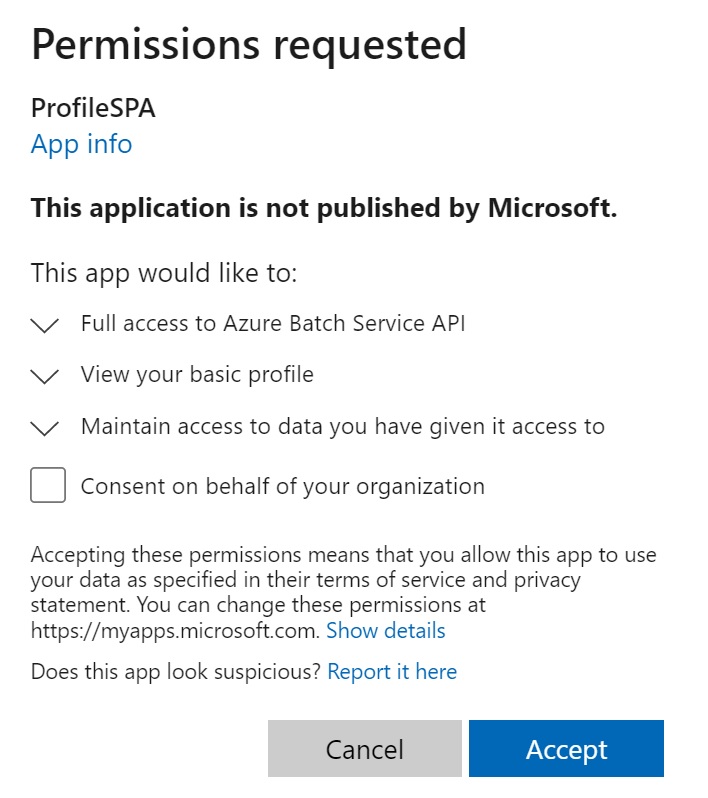 Permissions requested
ProfileSPA
App info
This application is not published by Microsoft.
This app would like to:
Full access to Azure Batch Service API
View your basic profile
Maintain access to data you have given it access to
Consent on behalf of your organization
Accepting these permissions means that you allow this app to use
your data as specified in their terms of service and privacy
statement. You can change these permissions at
https://myapps.microsoft.com. Show details
Does this app look suspicious? Report it here
Cancel Accept